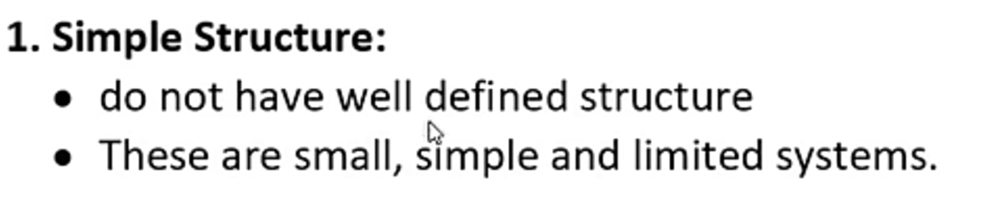 1. Simple Structure:
• do not have well defined structure
• These are small, simple and limited systems.